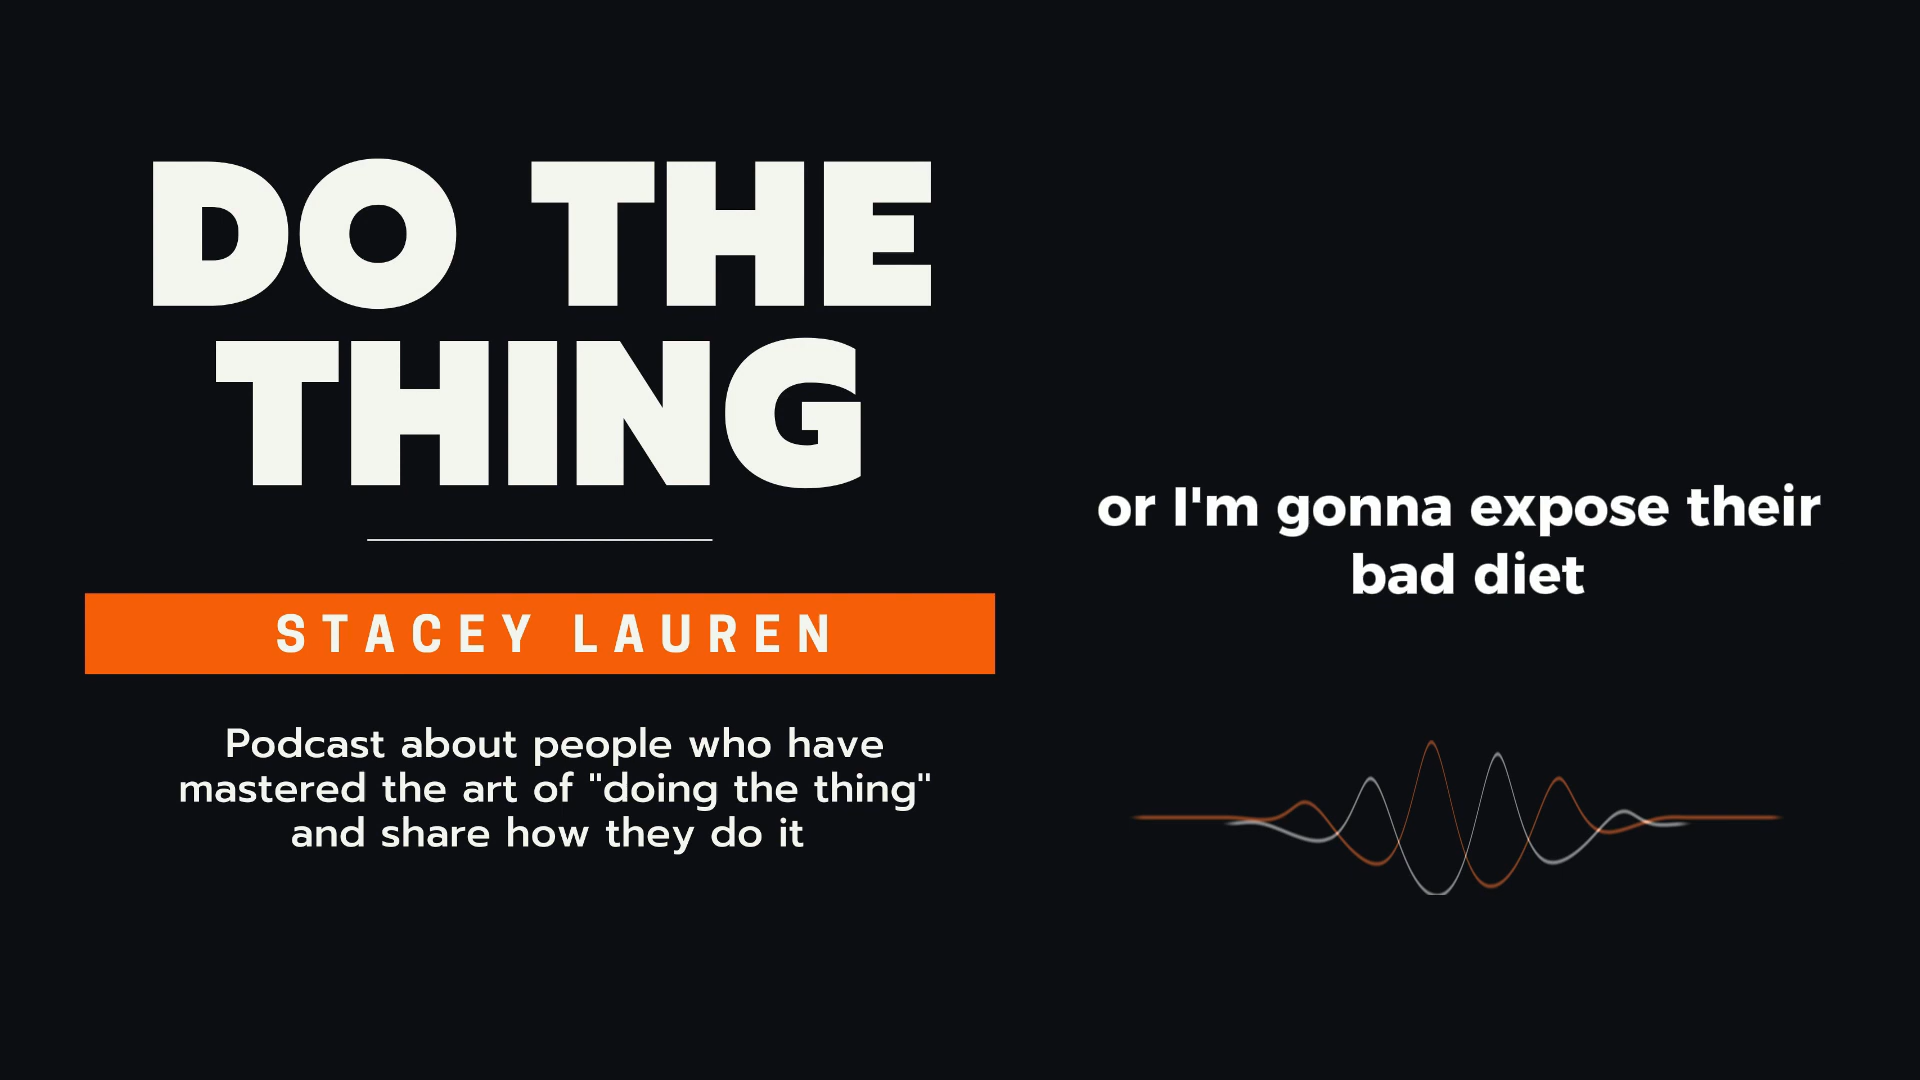 DO THE
THING
STACEY LAUREN
Podcast about people who have
mastered the art of "doing the thing"
and share how they do it
or I'm gonna expose their
bad diet